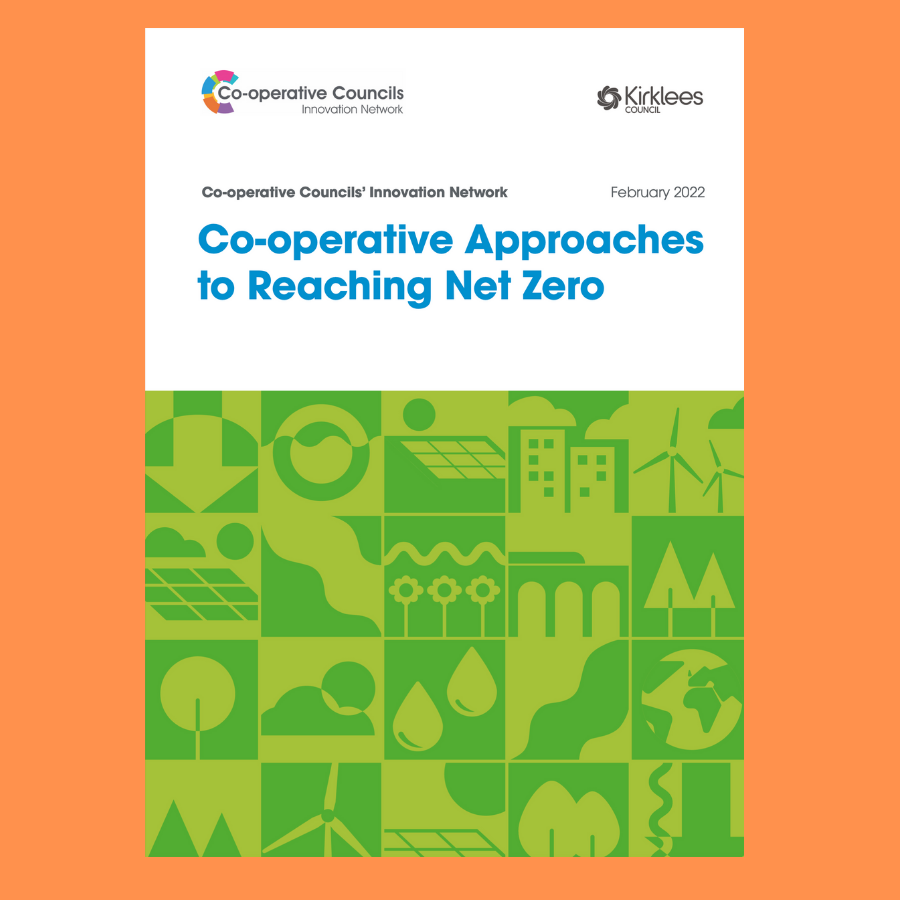 Co-operative Councils
Innovation Network
Kirklees
COUNCIL
Co-operative Councils' Innovation Network
February 2022
Co-operative Approaches
to Reaching Net Zero